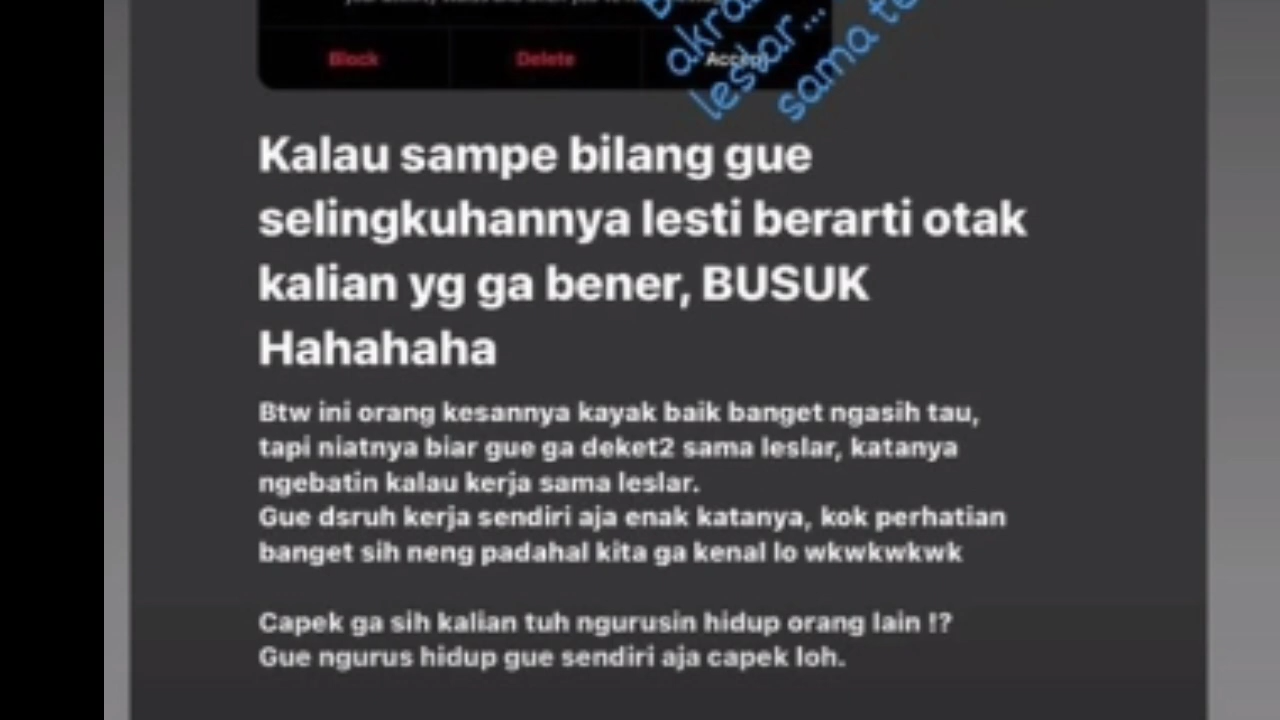 Block Delete Accept
leslar...
Kalau sampe bilang gue
selingkuhannya lesti berarti otak
kalian yg ga bener, BUSUK
Hahahaha
Btw ini orang kesannya kayak baik banget ngasih tau,
tapi niatnya biar gue ga deket2 sama leslar, katanya
ngebatin kalau kerja sama leslar.
Gue dsruh kerja sendiri aja enak katanya, kok perhatian
banget sih neng padahal kita ga kenal lo wkwkwkwk
Capek ga sih kalian tuh ngurusin hidup orang lain !?
Gue ngurus hidup gue sendiri aja capek loh.